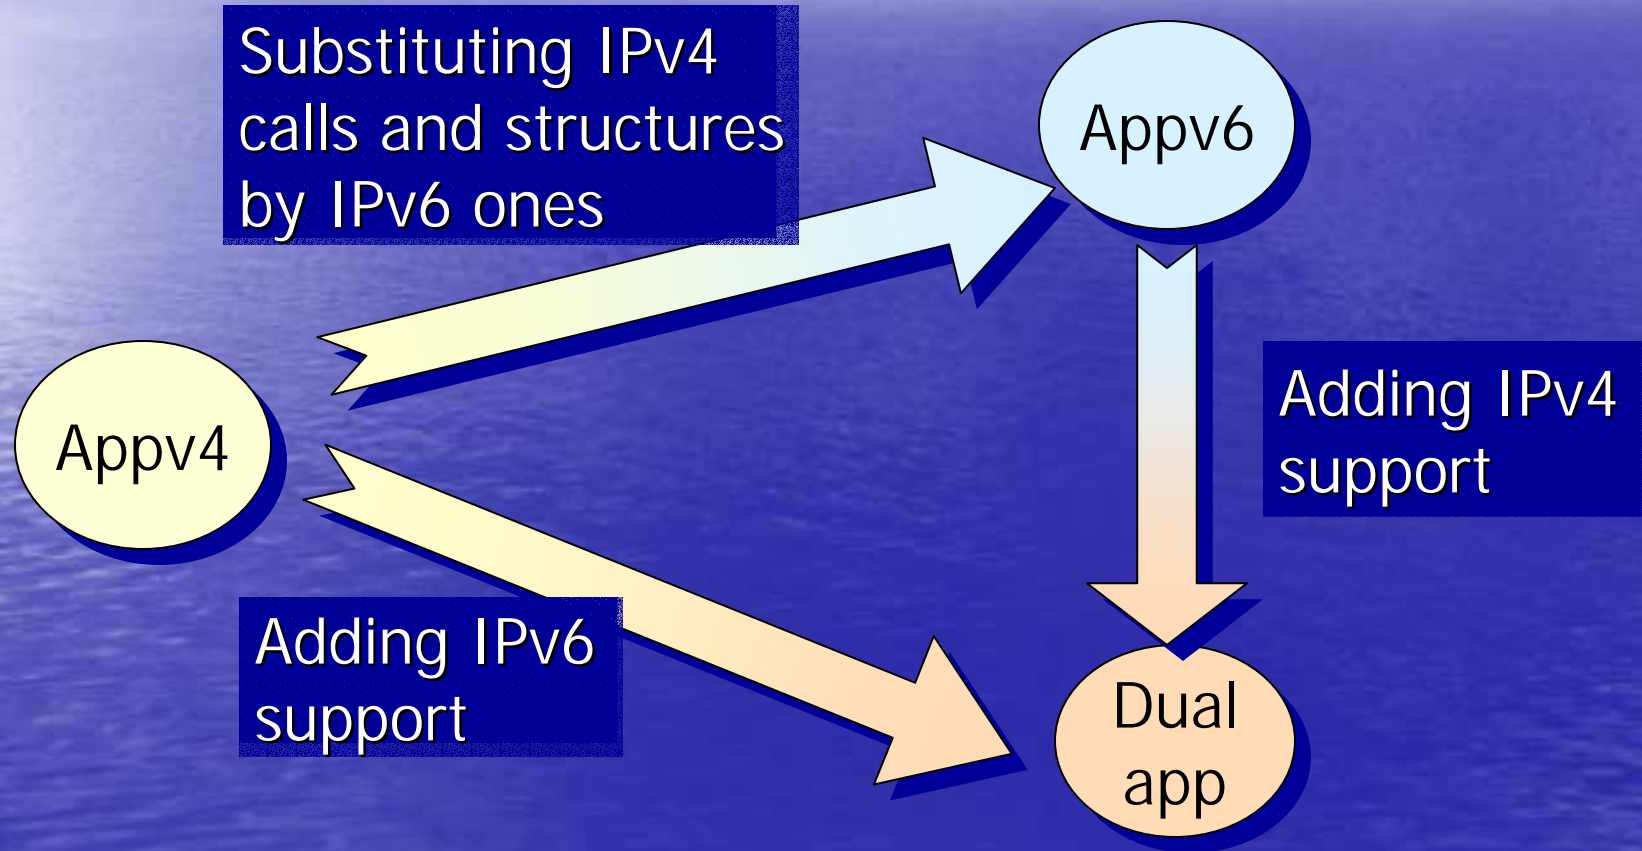 Substituting IPv4
calls and structures
by IPv6 ones
Appv6
Appv4
Adding IPv4
support
Adding IPv6
support
Dual
app